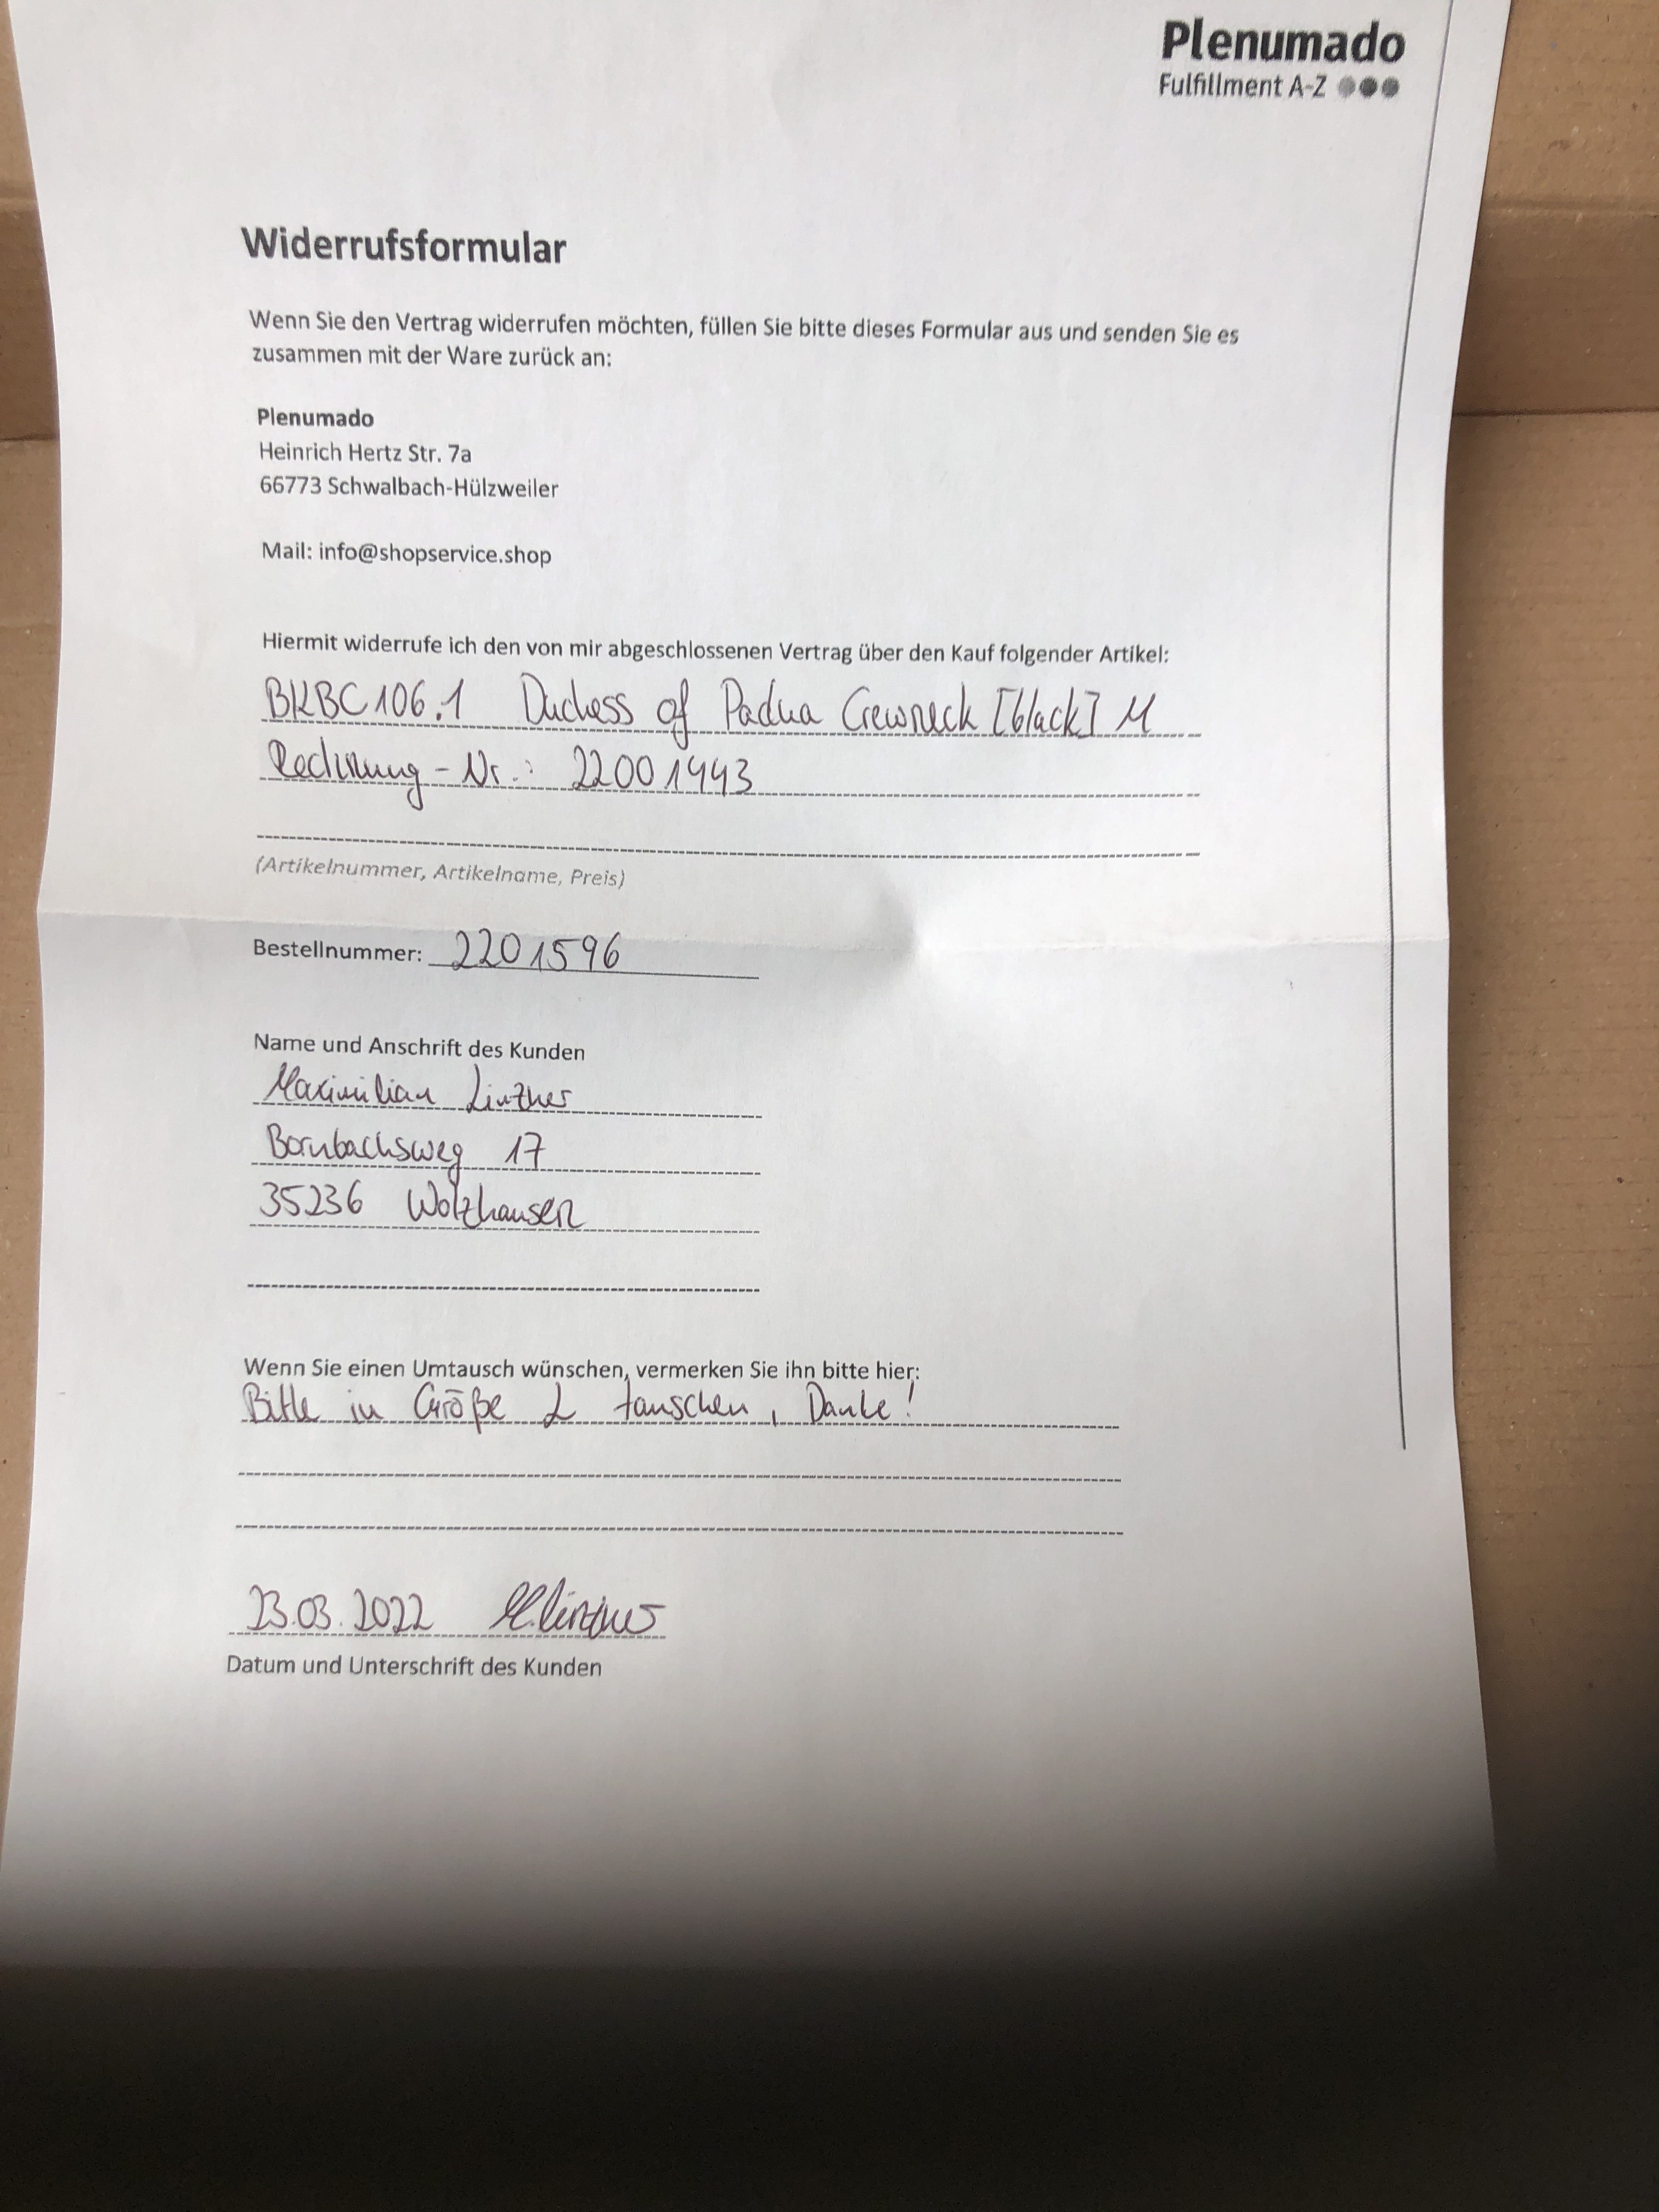 Plenumado
Fulfillment A-Z
Widerrufsformular
Wenn Sie den Vertrag widerrufen möchten, füllen Sie bitte dieses Formular aus und senden Sie es
zusammen mit der Ware zurück an:
Plenumado
Heinrich Hertz Str. 7a
66773 Schwalbach-Hülzweiler
Mail: info@shopservice.shop
Hiermit widerrufe ich den von mir abgeschlossenen Vertrag über den Kauf folgender Artikel:
BKBC106.1 Duchess of Padua Crewneck [black] M
Rechnung-Nr.: 22001443
(Artikelnummer, Artikelname, Preis)
Bestellnummer: 2201596
Name und Anschrift des Kunden
Maximilian Linzner
Bornbachsweg 17
35236 Wolzhausen
Wenn Sie einen Umtausch wünschen, vermerken Sie ihn bitte hier:
Bitte in Größe L tauschen, Danke!
23.03.2022 M. Linzner
Datum und Unterschrift des Kunden